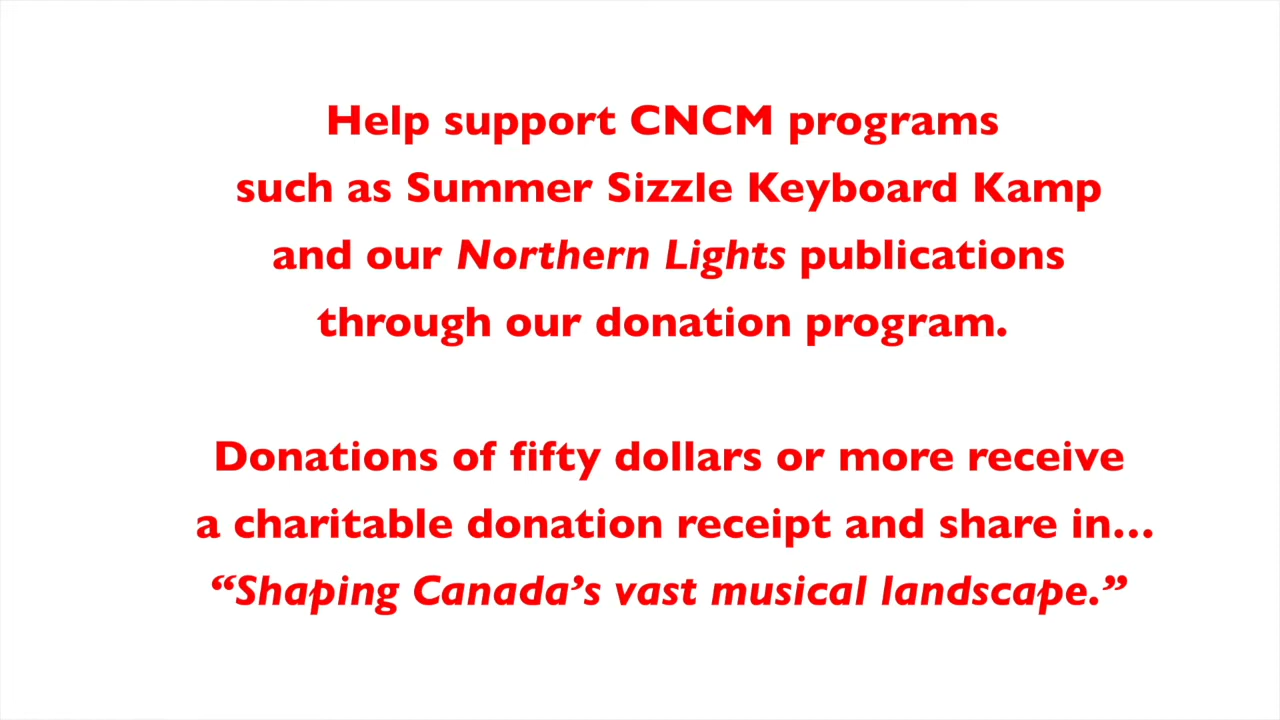 Help support CNCM programs
such as Summer Sizzle Keyboard Kamp
and our Northern Lights publications
through our donation program.
Donations of fifty dollars or more receive
a charitable donation receipt and share in…
“Shaping Canada’s vast musical landscape.”